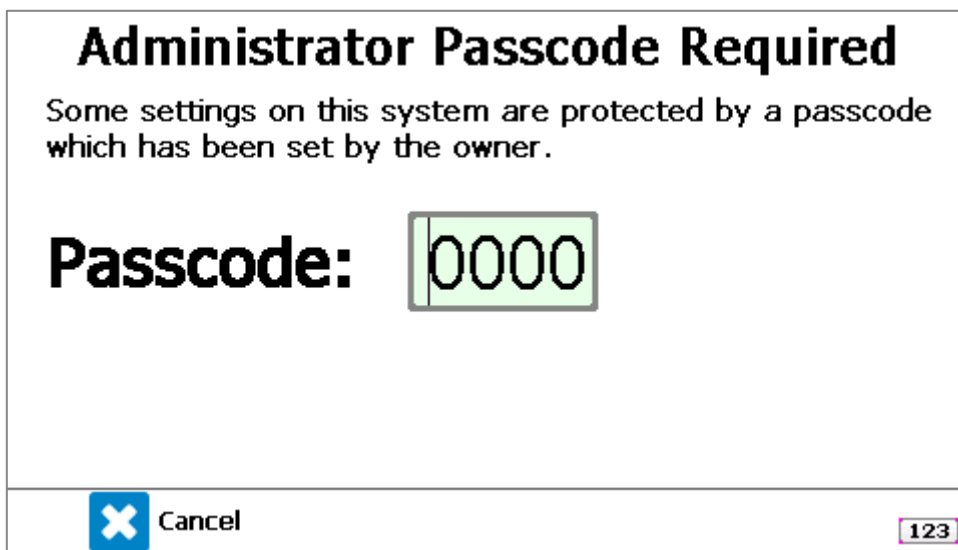 Administrator Passcode Required
Some settings on this system are protected by a passcode
which has been set by the owner.
Passcode: 0000
Cancel
123